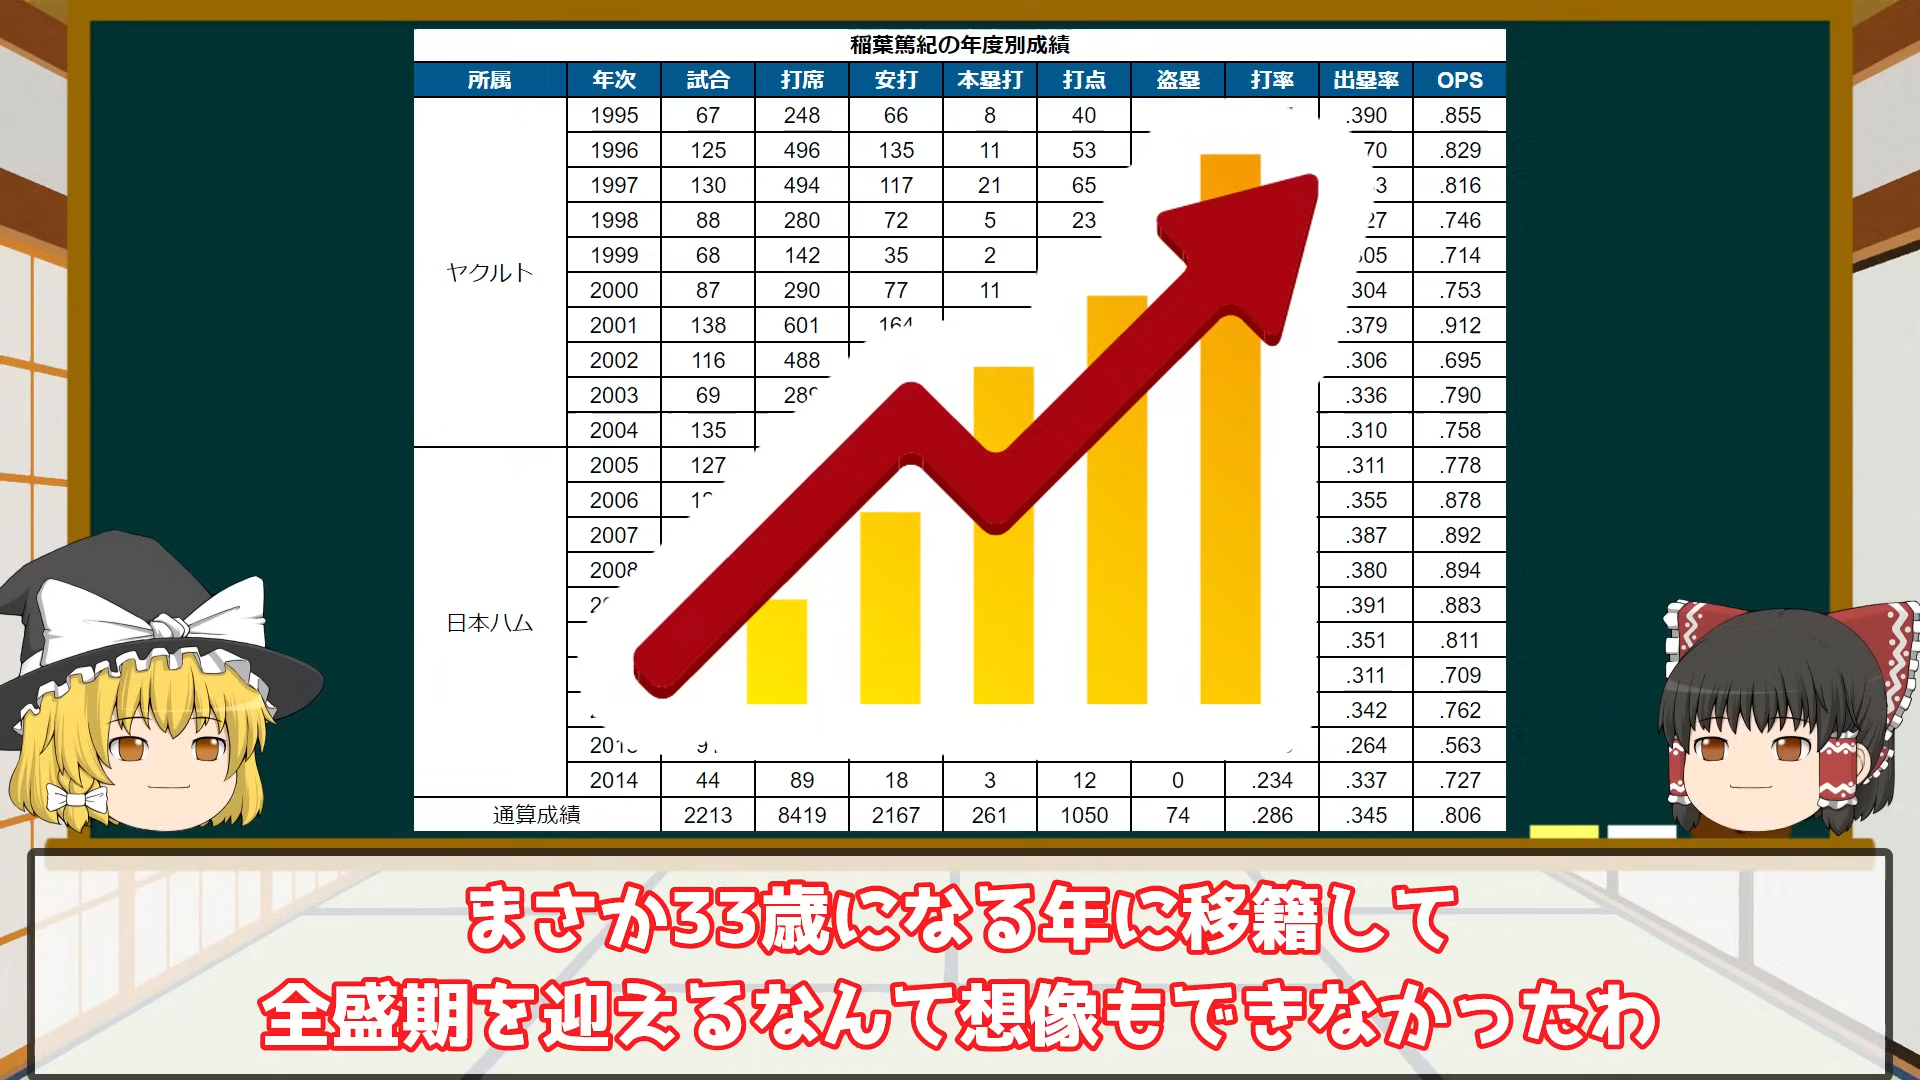 稲葉篤紀の年度別成績
所属 年次 試合 打席 安打 本塁打 打点 盗塁 打率 出塁率 OPS
ヤクルト
1995 67 248 66 8 40 .390 .855
1996 125 496 135 11 53 .829
1997 130 494 117 21 65 .816
1998 88 280 72 5 23 .746
1999 68 142 35 2 .714
2000 87 290 77 11 .304 .753
2001 138 601 164 .379 .912
2002 116 488 .306 .695
2003 69 .336 .790
2004 135 .310 .758
日本ハム
2005 127 .311 .778
2006 .355 .878
2007 .387 .892
2008 .380 .894
.391 .883
.351 .811
.311 .709
.342 .762
.264 .563
2014 44 89 18 3 12 0 .234 .337 .727
通算成績 2213 8419 2167 261 1050 74 .286 .345 .806
まさか33歳になる年に移籍して
全盛期を迎えるなんて想像もできなかったわ